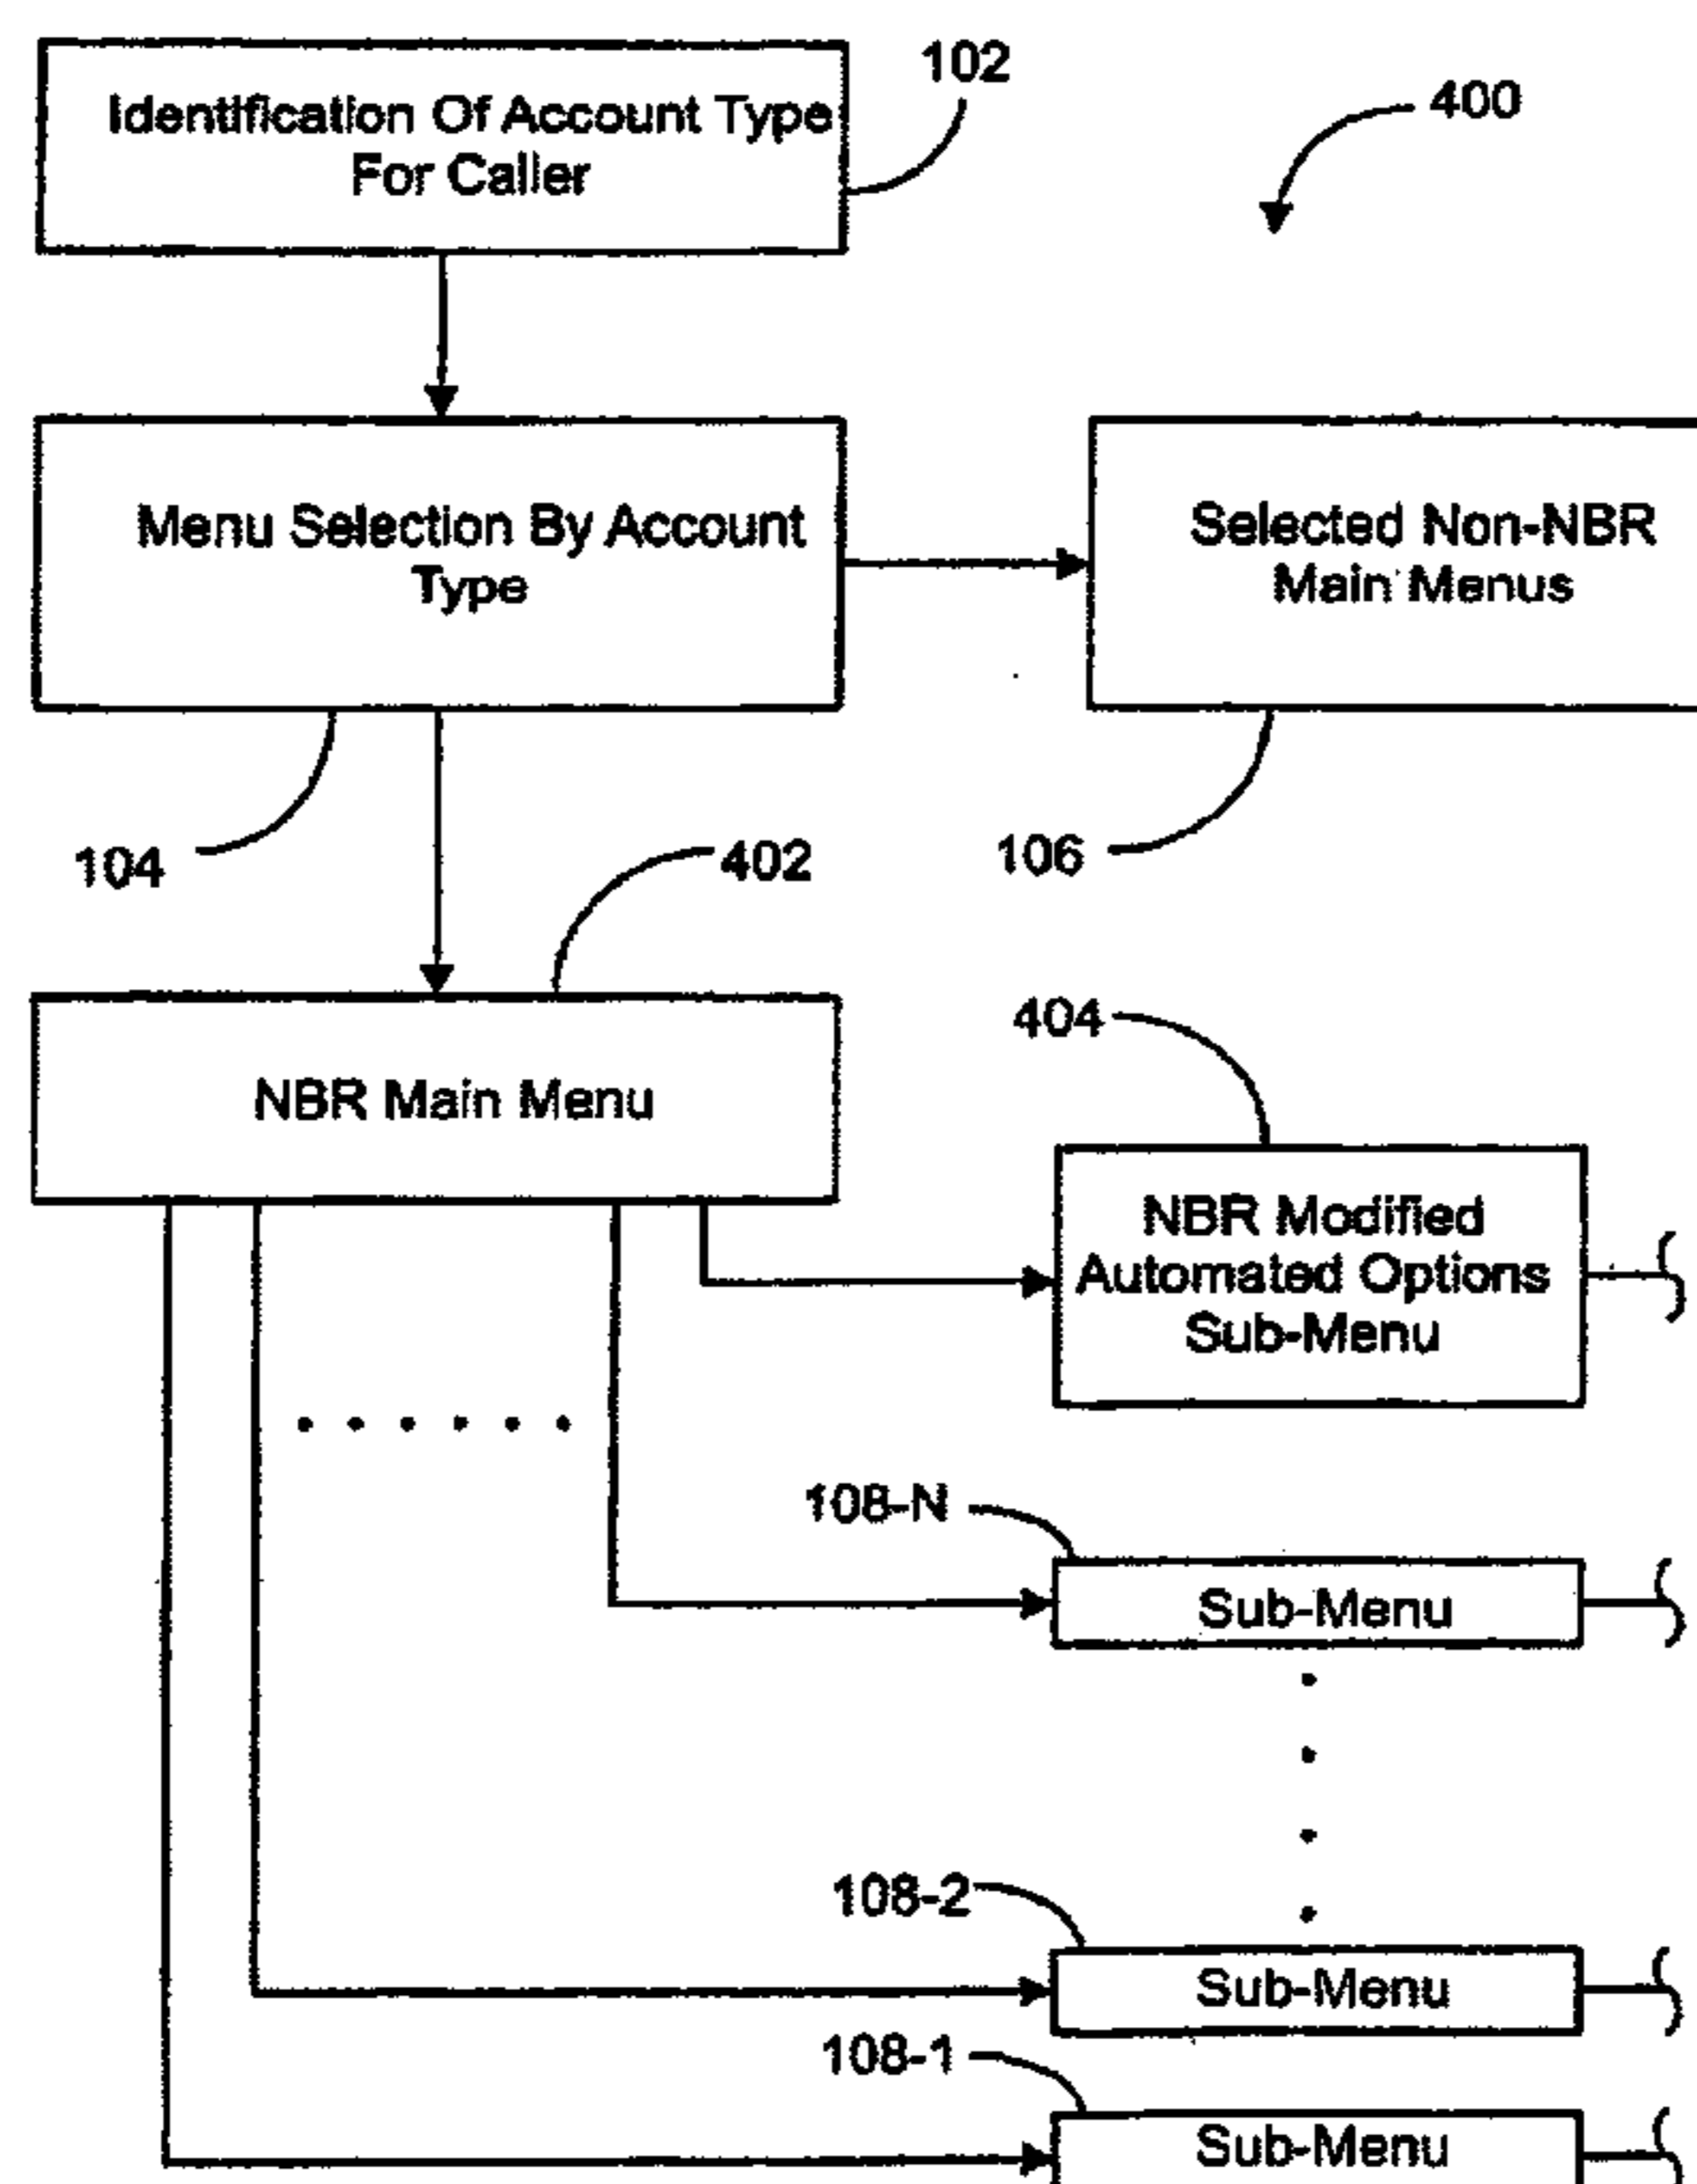 102
400
Identification Of Account Type
For Caller
Menu Selection By Account
Type
Selected Non-NBR
Main Menus
104
402
106
404
NBR Main Menu
NBR Modified
Automated Options
Sub-Menu
108-N
Sub-Menu
108-2
Sub-Menu
108-1
Sub-Menu